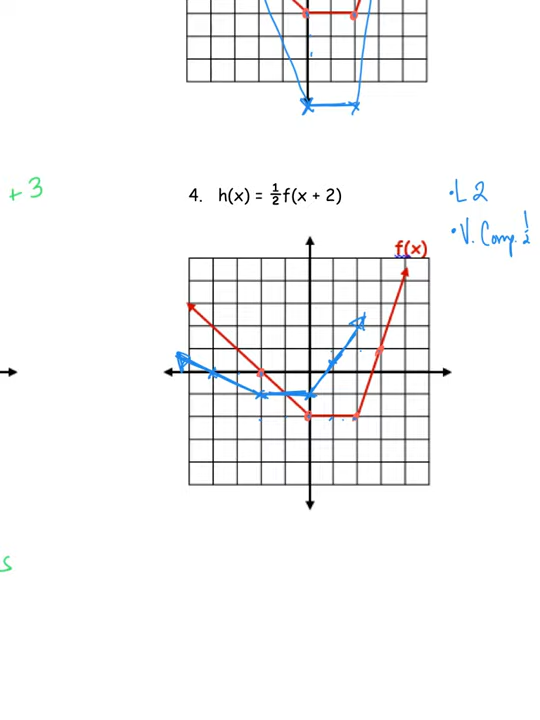 +3
4. h(x) = ½f(x + 2)
• L 2
• V. Comp. ½
f(x)
s